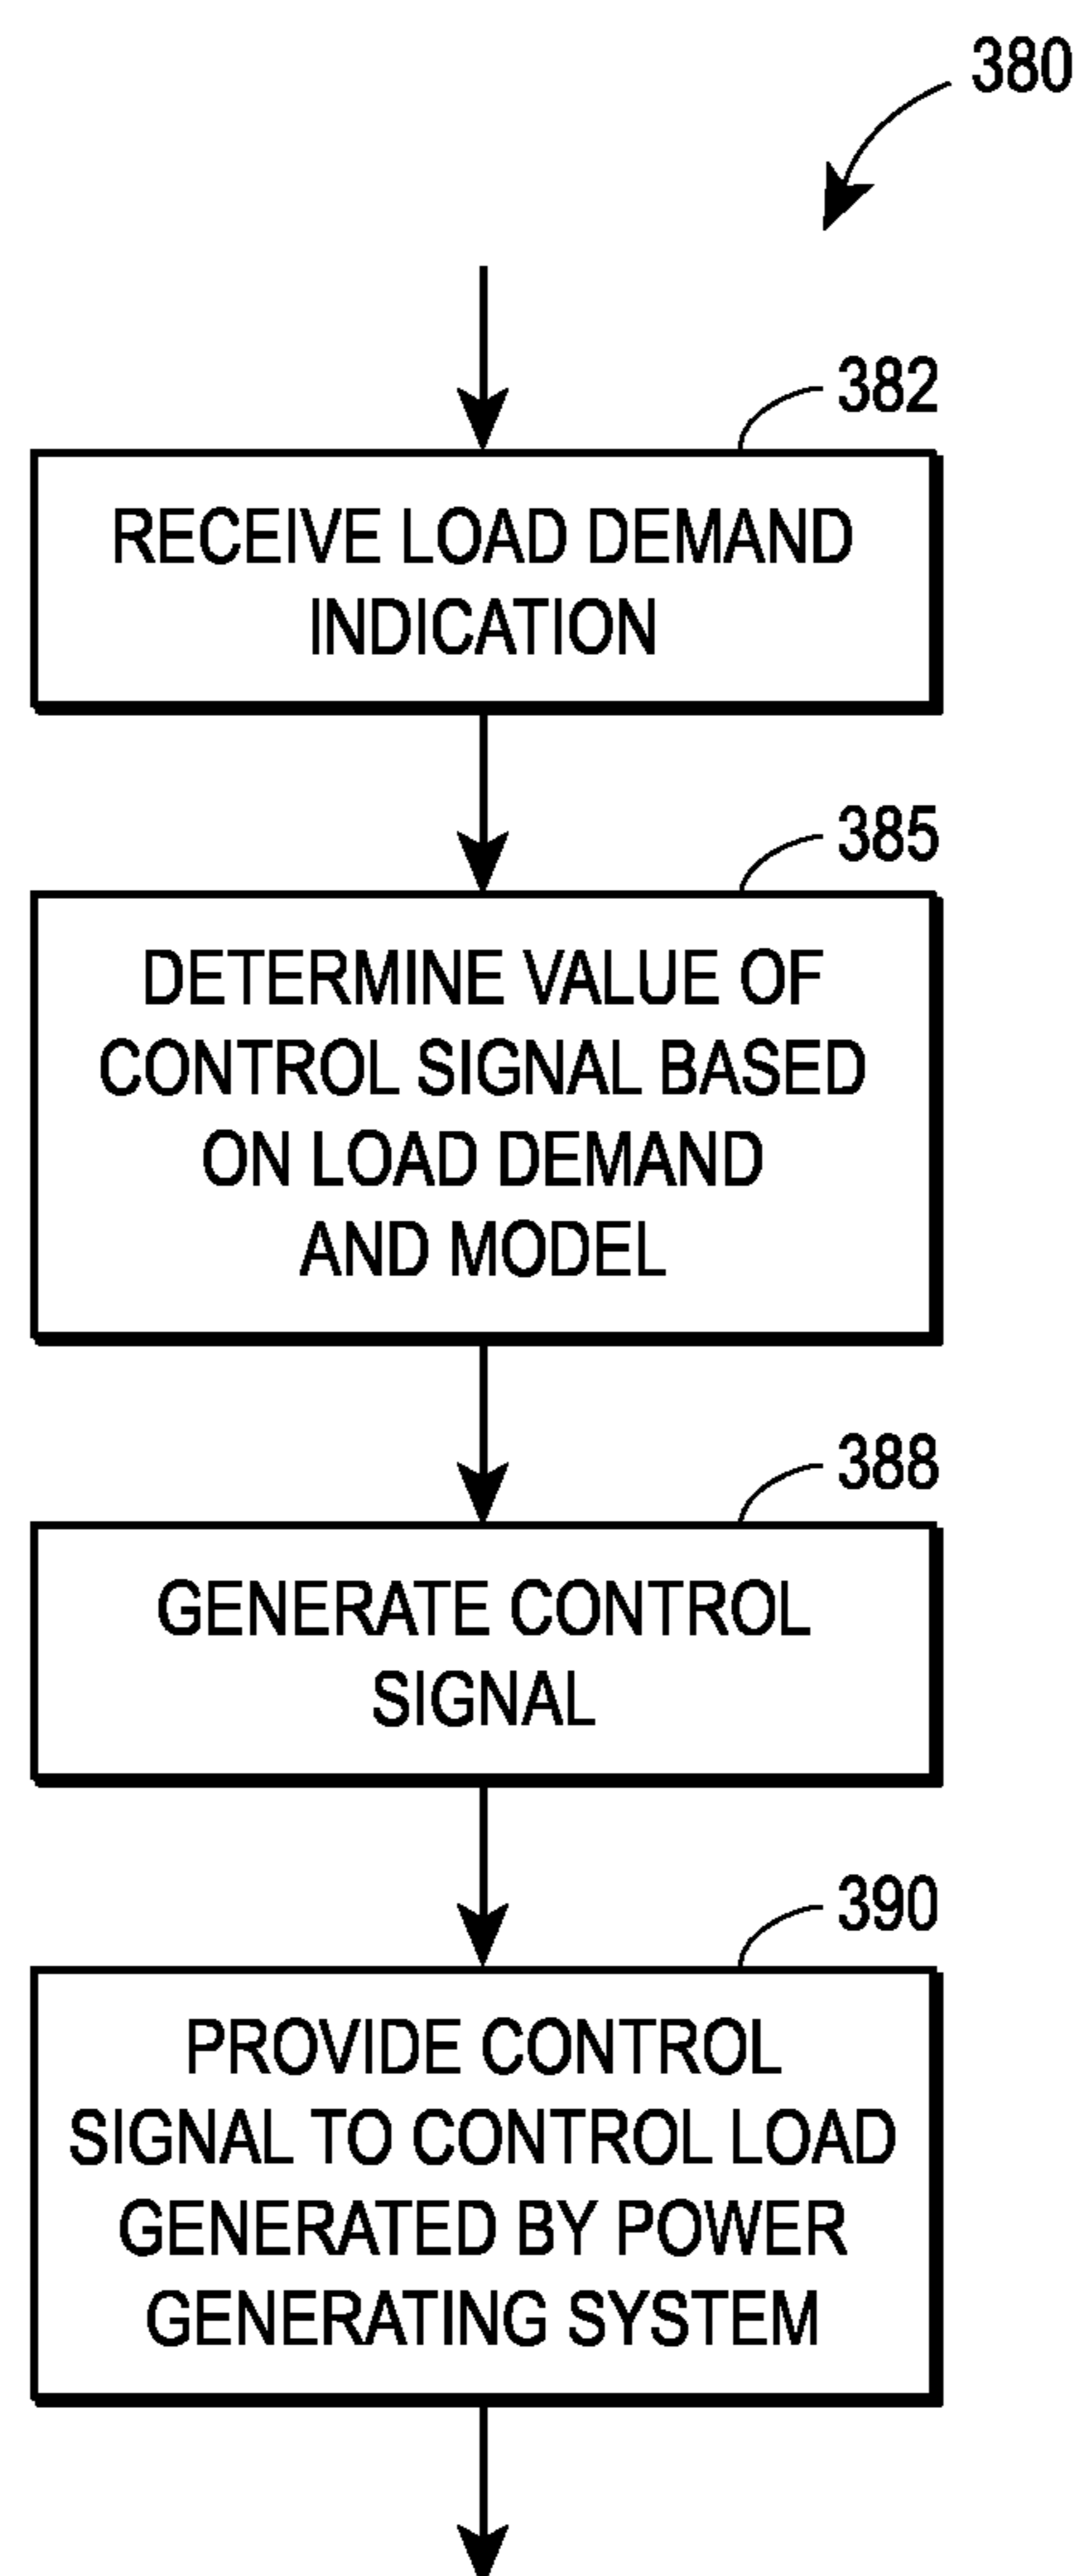 380
382
RECEIVE LOAD DEMAND
INDICATION
385
DETERMINE VALUE OF
CONTROL SIGNAL BASED
ON LOAD DEMAND
AND MODEL
388
GENERATE CONTROL
SIGNAL
390
PROVIDE CONTROL
SIGNAL TO CONTROL LOAD
GENERATED BY POWER
GENERATING SYSTEM